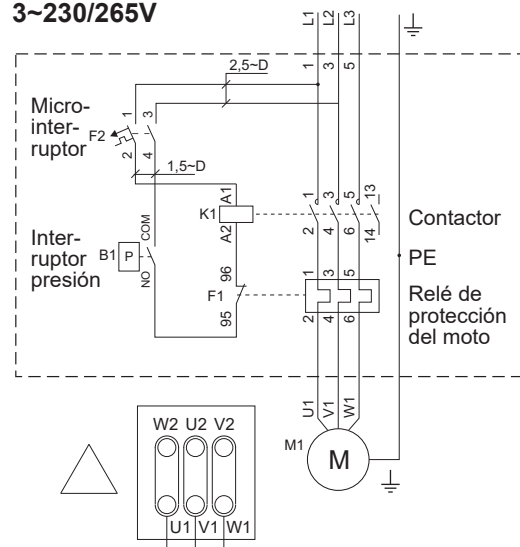 3~230/265V
L1 L2 L3
2,5~D
1 3 5
Micro-
inter-
ruptor
F2
1 3
2 4
1,5~D
A1
K1
A2
1 3 5 13
2 4 6 14
Contactor
Inter-
ruptor
presión
B1
P
COM
NO
PE
96
F1
95
1 3 5
2 4 6
Relé de
protección
del moto
U1 V1 W1
M1
M
W2 U2 V2
U1 V1 W1